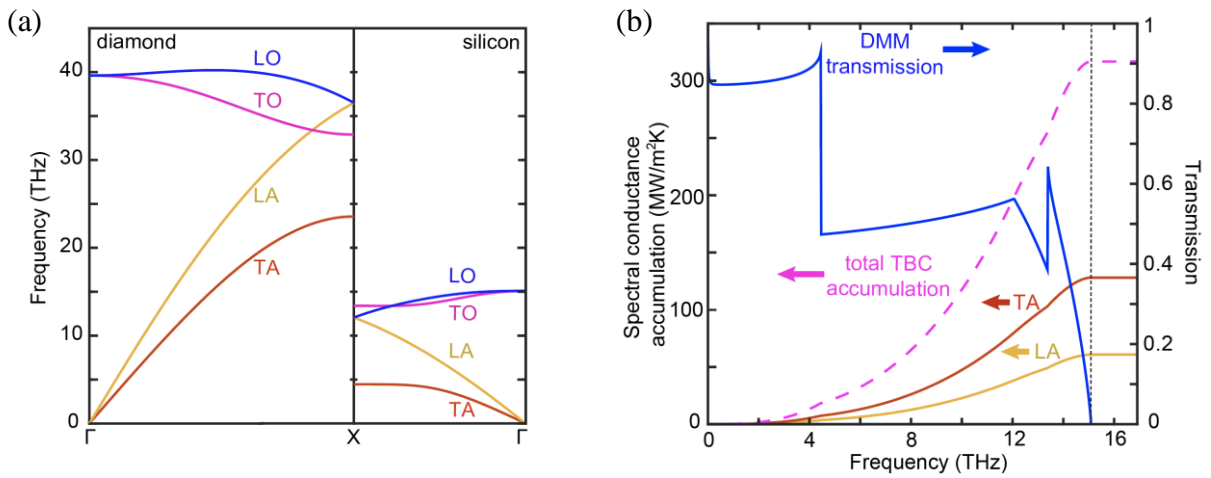 (a)
diamond
silicon
LO
TO
LA
TA
LO
TO
LA
TA
Frequency (THz)
40
30
20
10
0
Γ
X
Γ
(b)
DMM
transmission
total TBC
accumulation
TA
LA
Spectral conductance
accumulation (MW/m²K)
300
200
100
0
Transmission
1
0.8
0.6
0.4
0.2
0
0
4
8
12
16
Frequency (THz)